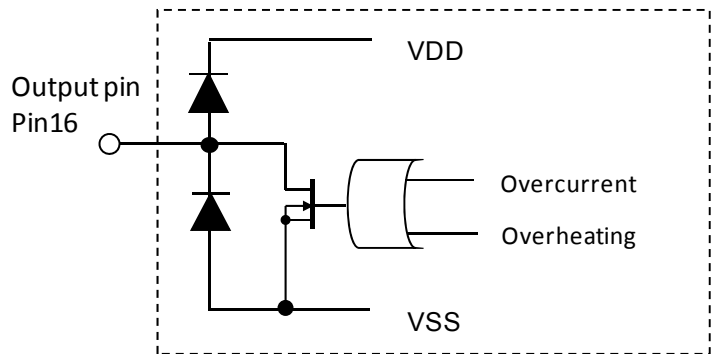 VDD
Output pin
Pin16
Overcurrent
Overheating
VSS